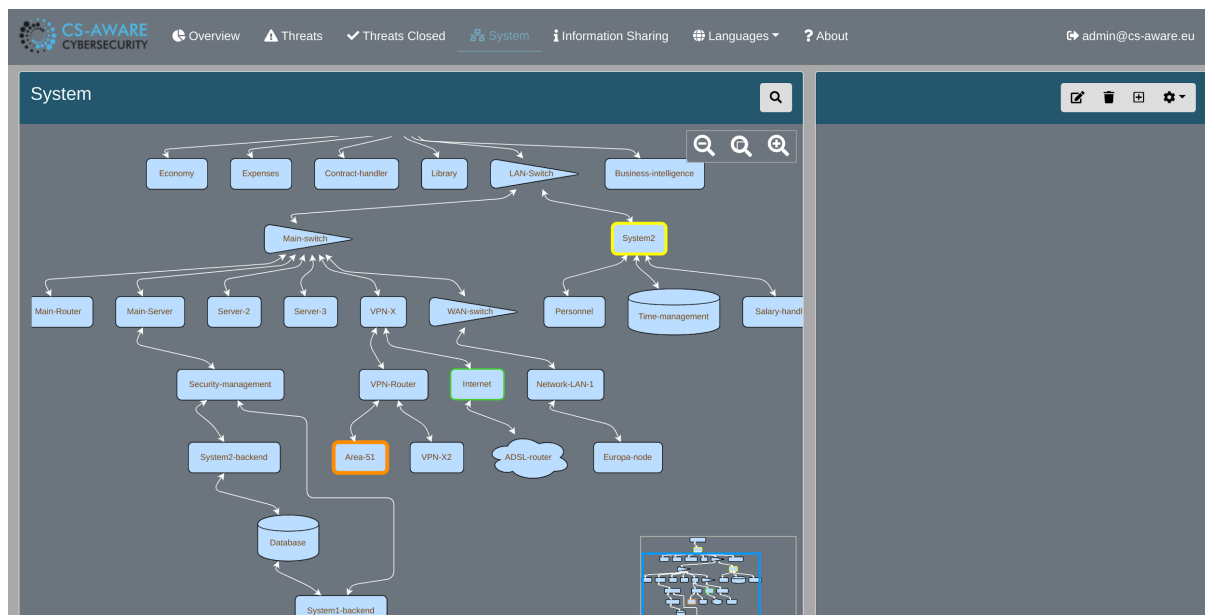 CS-AWARE
CYBERSECURITY
Overview
Threats
Threats Closed
System
Information Sharing
Languages
About
admin@cs-aware.eu
System
Economy
Expenses
Contract-handler
Library
LAN-Switch
Business-intelligence
Main-switch
System2
Main-Router
Main-Server
Server-2
Server-3
VPN-X
WAN-switch
Personnel
Time-management
Salary-handl
Security-management
VPN-Router
Internet
Network-LAN-1
System2-backend
Area-51
VPN-X2
ADSL-router
Europa-node
Database
System1-backend